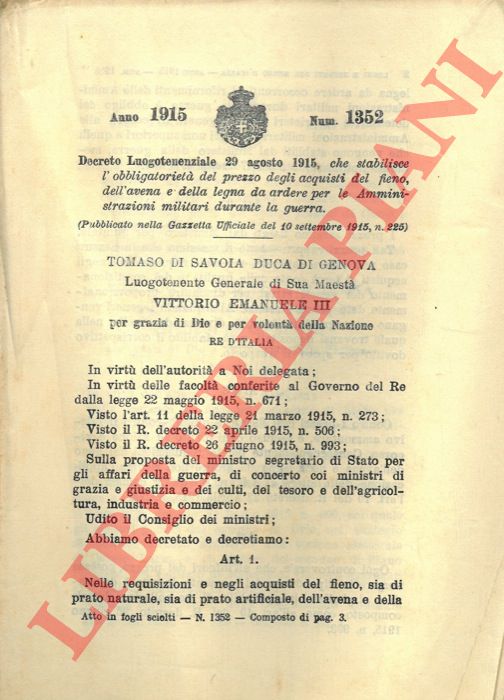 Anno 1915
Num. 1352
Decreto Luogotenenziale 29 agosto 1915, che stabilisce
l'obbligatorietà del prezzo degli acquisti del fieno,
dell'avena e della legna da ardere per le Ammini-
strazioni militari durante la guerra.
(Pubblicato nella Gazzetta Ufficiale del 10 settembre 1915, n. 225)
TOMASO DI SAVOIA DUCA DI GENOVA
Luogotenente Generale di Sua Maestà
VITTORIO EMANUELE III
per grazia di Dio e per volontà della Nazione
RE D'ITALIA
In virtù dell'autorità a Noi delegata;
In virtù delle facoltà conferite al Governo del Re
dalla legge 22 maggio 1915, n. 671;
Visto l'art. 11 della legge 21 marzo 1915, n. 273;
Visto il R. decreto 22 aprile 1915, n. 506;
Visto il R. decreto 26 giugno 1915, n. 993;
Sulla proposta del ministro segretario di Stato per
gli affari della guerra, di concerto coi ministri di
grazia e giustizia e dei culti, del tesoro e dell'agricol-
tura, industria e commercio;
Udito il Consiglio dei ministri;
Abbiamo decretato e decretiamo:
Art. 1.
Nelle requisizioni e negli acquisti del fieno, sia di
prato naturale, sia di prato artificiale, dell'avena e della
Atto in fogli sciolti — N. 1352 — Composto di pag. 3.
LIBRERIA PIANI